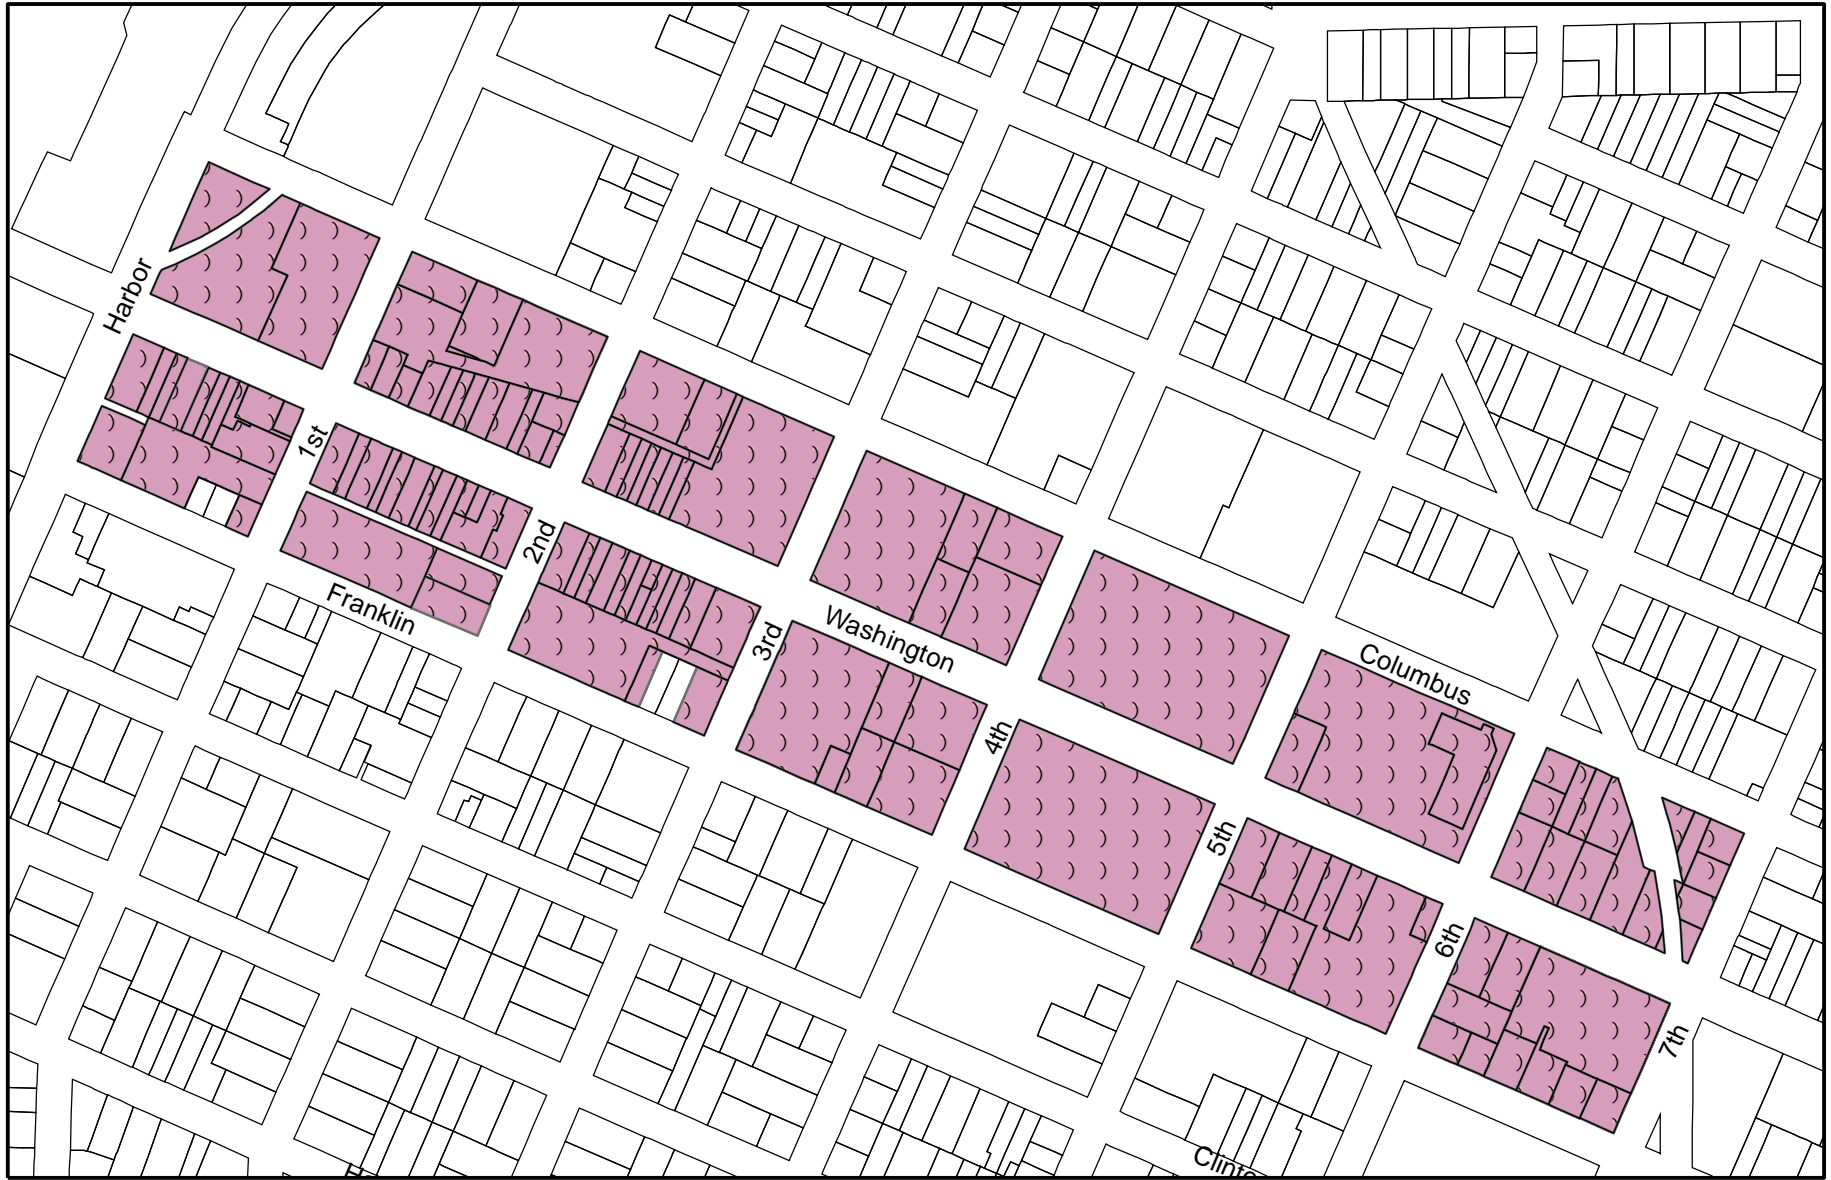 Harbor
1st
2nd
Franklin
Washington
3rd
Columbus
4th
5th
6th
7th